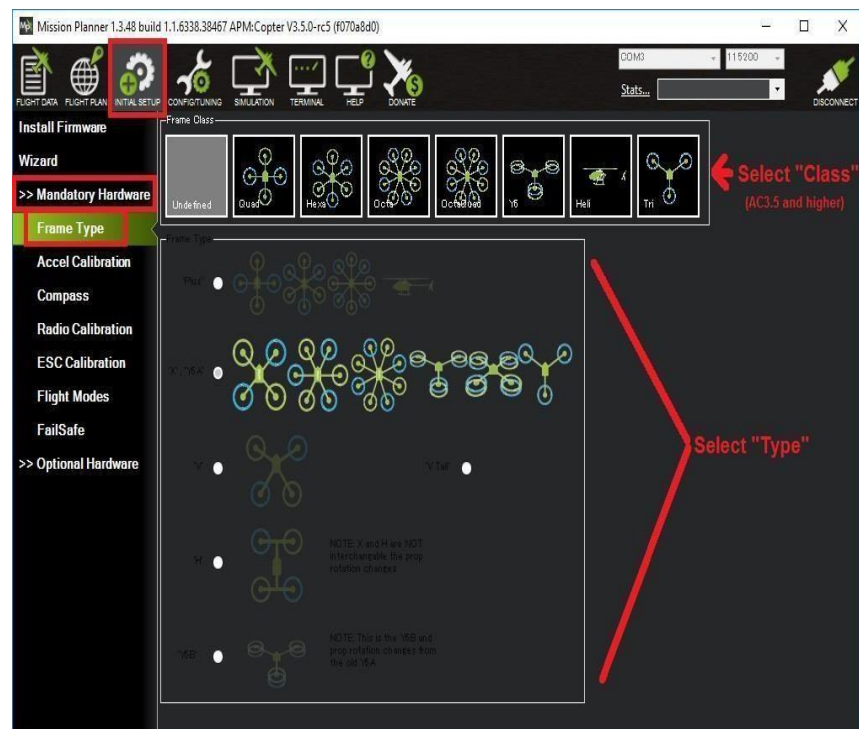 Mission Planner 1.3.48 build 1.1.6338.38467 APM:Copter V3.5.0-rc5 (f070a8d0)
FLIGHT DATA FLIGHT PLAN INITIAL SETUP CONFIG/TUNING SIMULATION TERMINAL HELP DONATE
COM3 115200
Stats...
DISCONNECT
Install Firmware
Wizard
>> Mandatory Hardware
Frame Type
Accel Calibration
Compass
Radio Calibration
ESC Calibration
Flight Modes
FailSafe
>> Optional Hardware
Frame Class
Undefined Quad Hexa Octa OctaQuad Y6 Heli Tri
Select "Class"
(AC3.5 and higher)
Frame Type
"Plus"
"X", "Y6A"
"V"
"V Tail"
"H"
NOTE: X and H are NOT
interchangable the prop
rotation changes
"Y6B"
NOTE: This is the Y6B and
prop rotation changes from
the old Y6A
Select "Type"